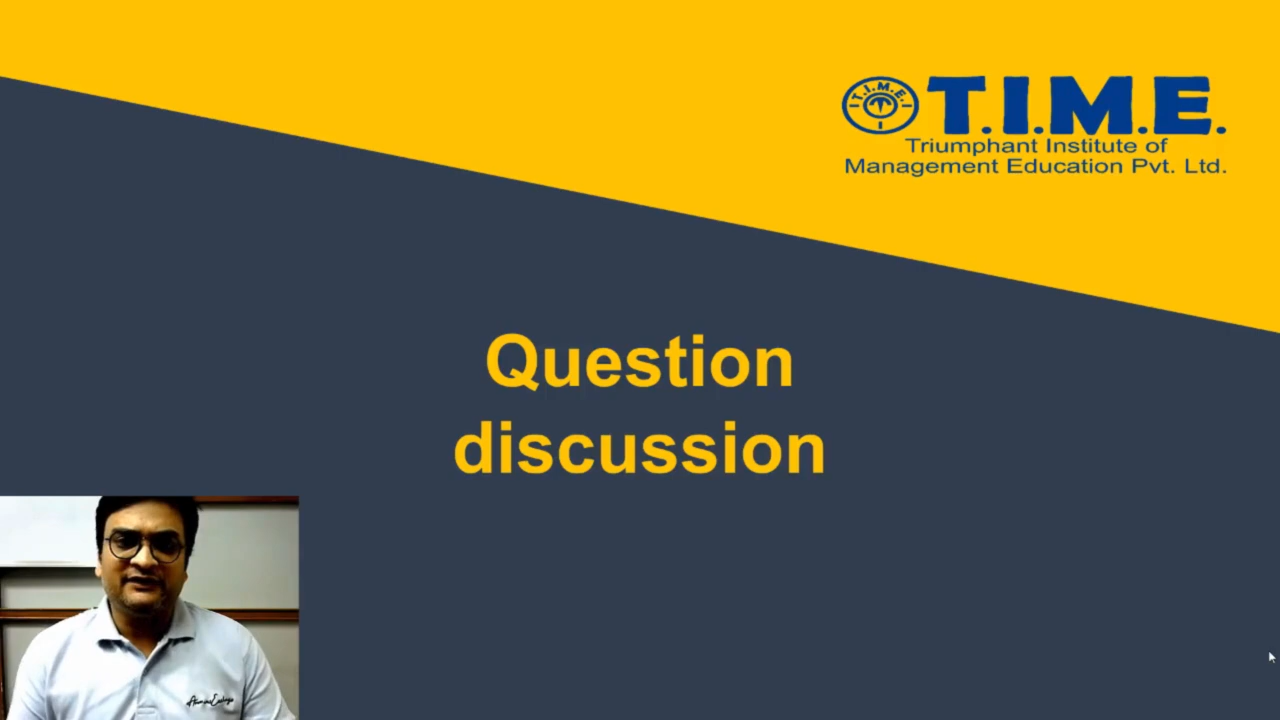 T.I.M.E.
T.I.M.E.
Triumphant Institute of
Management Education Pvt. Ltd.
Question
discussion